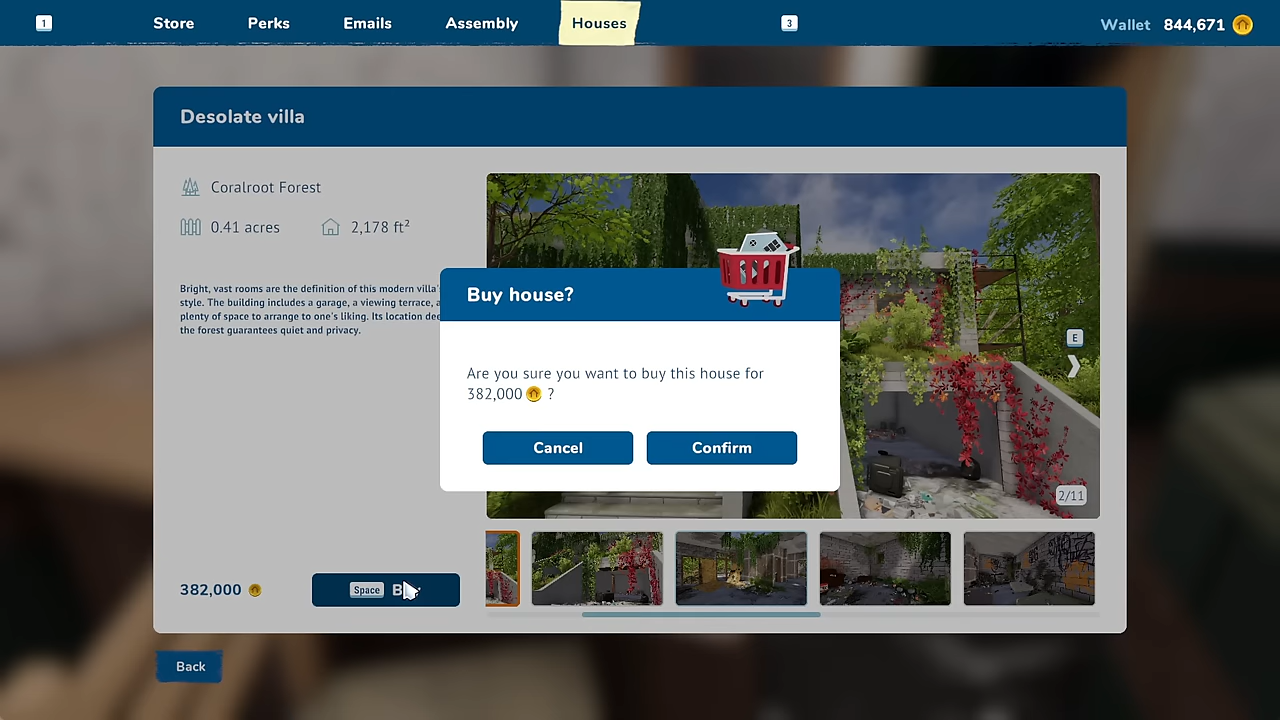 1
Store
Perks
Emails
Assembly
Houses
3
Wallet 844,671
Desolate villa
Coralroot Forest
0.41 acres
2,178 ft²
Bright, vast rooms are the definition of this modern villa'
style. The building includes a garage, a viewing terrace,
plenty of space to arrange to one's liking. Its location
the forest guarantees quiet and privacy.
Buy house?
Are you sure you want to buy this house for
382,000 ?
Cancel
Confirm
E
2/11
382,000
Space
Back